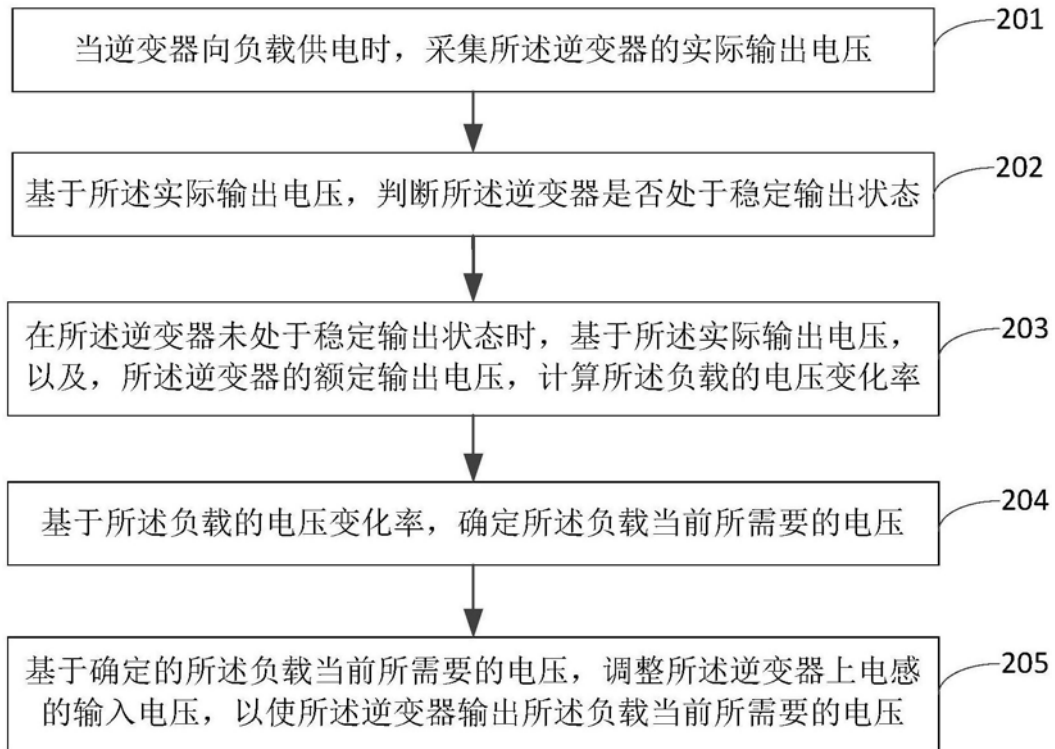 当逆变器向负载供电时，采集所述逆变器的实际输出电压
201
基于所述实际输出电压，判断所述逆变器是否处于稳定输出状态
202
在所述逆变器未处于稳定输出状态时，基于所述实际输出电压，
以及，所述逆变器的额定输出电压，计算所述负载的电压变化率
203
基于所述负载的电压变化率，确定所述负载当前所需要的电压
204
基于确定的所述负载当前所需要的电压，调整所述逆变器上电感
的输入电压，以使所述逆变器输出所述负载当前所需要的电压
205